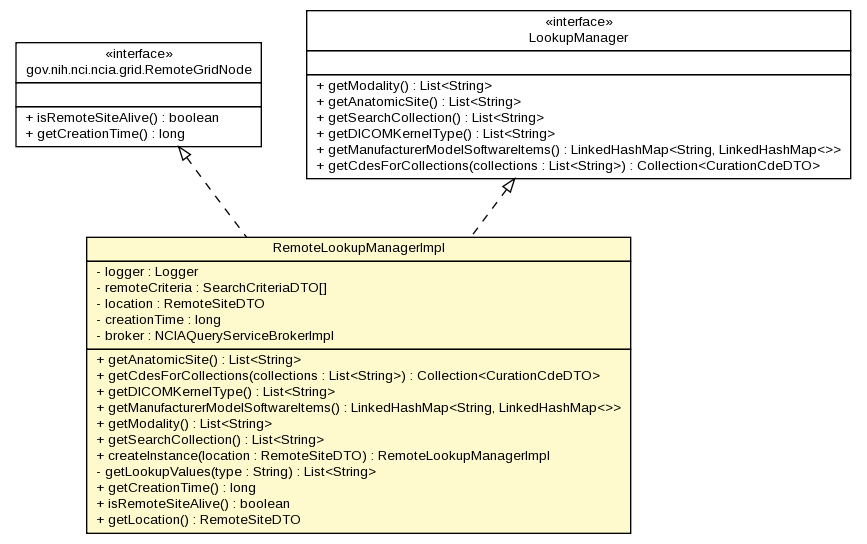 «interface»
gov.nih.nci.ncia.grid.RemoteGridNode
+ isRemoteSiteAlive() : boolean
+ getCreationTime() : long
«interface»
LookupManager
+ getModality() : List<String>
+ getAnatomicSite() : List<String>
+ getSearchCollection() : List<String>
+ getDICOMKernelType() : List<String>
+ getManufacturerModelSoftwareItems() : LinkedHashMap<String, LinkedHashMap<>>
+ getCdesForCollections(collections : List<String>) : Collection<CurationCdeDTO>
RemoteLookupManagerImpl
- logger : Logger
- remoteCriteria : SearchCriteriaDTO[]
- location : RemoteSiteDTO
- creationTime : long
- broker : NCIAQueryServiceBrokerImpl
+ getAnatomicSite() : List<String>
+ getCdesForCollections(collections : List<String>) : Collection<CurationCdeDTO>
+ getDICOMKernelType() : List<String>
+ getManufacturerModelSoftwareItems() : LinkedHashMap<String, LinkedHashMap<>>
+ getModality() : List<String>
+ getSearchCollection() : List<String>
+ createInstance(location : RemoteSiteDTO) : RemoteLookupManagerImpl
- getLookupValues(type : String) : List<String>
+ getCreationTime() : long
+ isRemoteSiteAlive() : boolean
+ getLocation() : RemoteSiteDTO